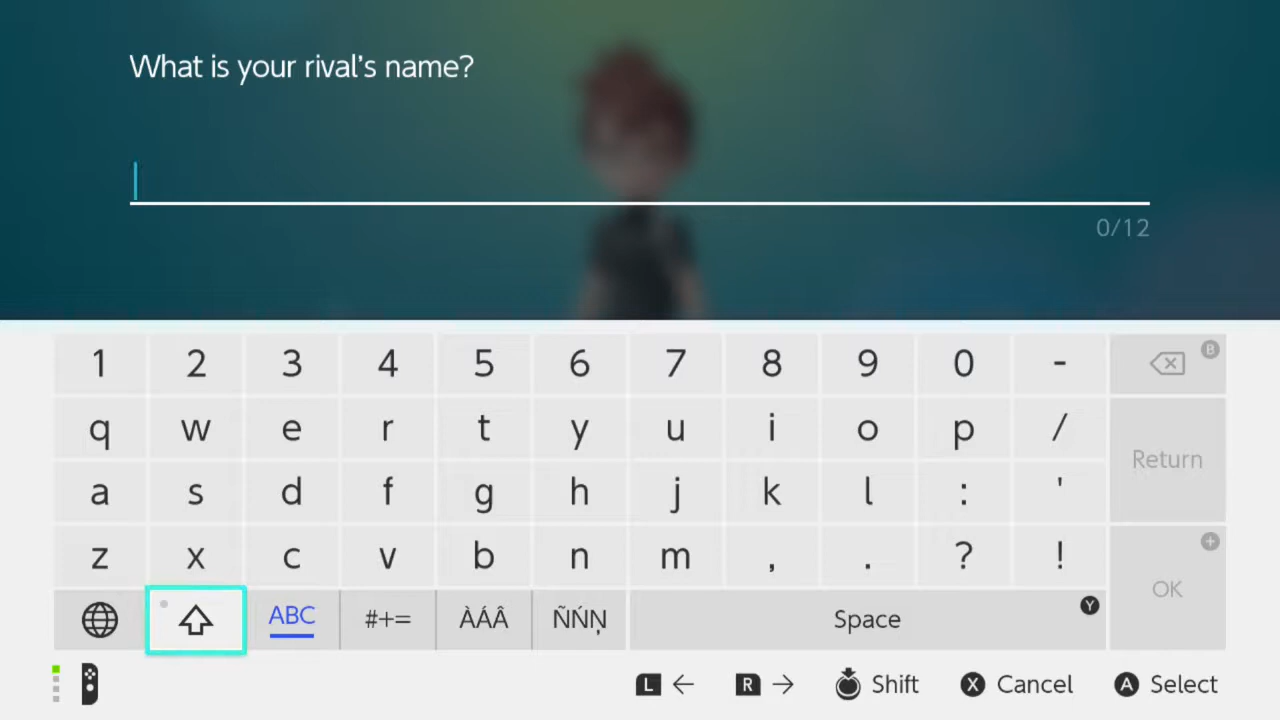 What is your rival's name?
0/12
1 2 3 4 5 6 7 8 9 0 - B
q w e r t y u i o p / Return
a s d f g h j k l : '
z x c v b n m , . ? ! + OK
ABC #+= ÀÁÂ ÑŃŅ Space Y
L ← R → Shift X Cancel A Select